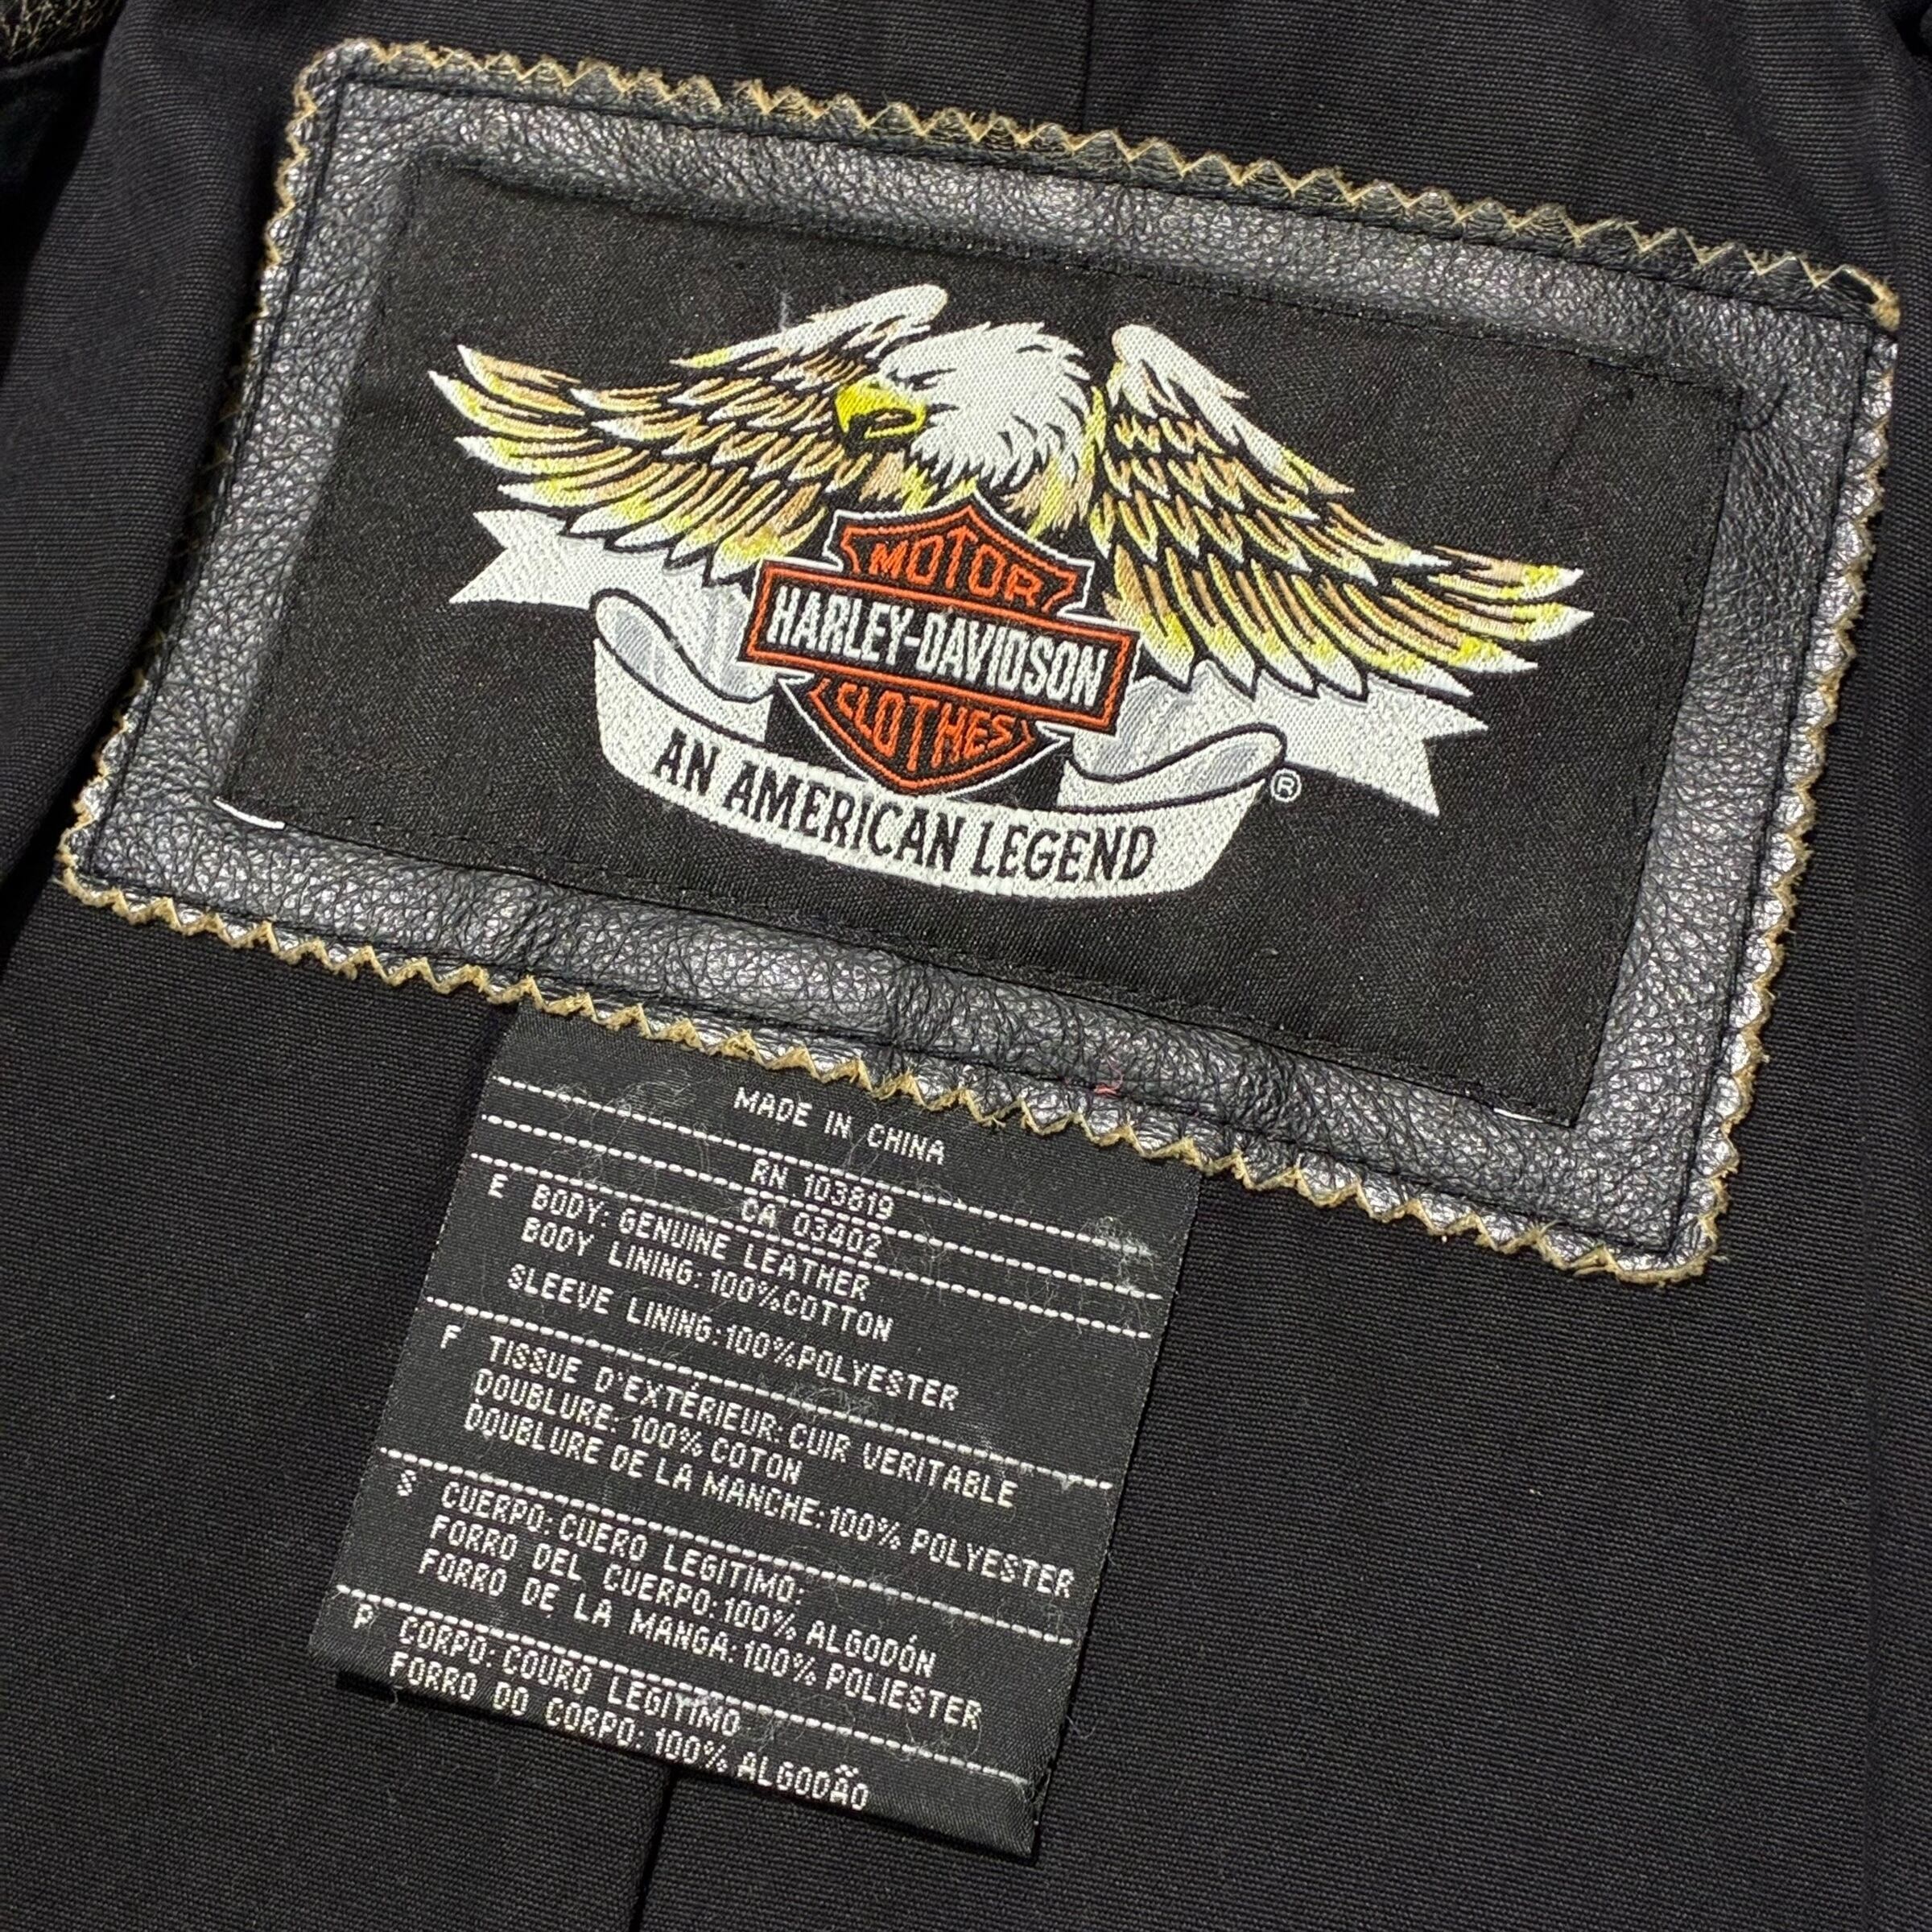 MOTOR
HARLEY-DAVIDSON
CLOTHES
AN AMERICAN LEGEND
®
MADE IN CHINA
RN 103819
CA 03402
E BODY: GENUINE LEATHER
BODY LINING: 100%COTTON
SLEEVE LINING:100%POLYESTER
F TISSUE D'EXTÉRIEUR: CUIR VERITABLE
DOUBLURE: 100% COTON
DOUBLURE DE LA MANCHE:100% POLYESTER
S CUERPO: CUERO LEGITIMO:
FORRO DEL CUERPO:100% ALGODÓN
FORRO DE LA MANGA:100% POLIESTER
P CORPO: COURO LEGITIMO
FORRO DO CORPO: 100% ALGODÃO